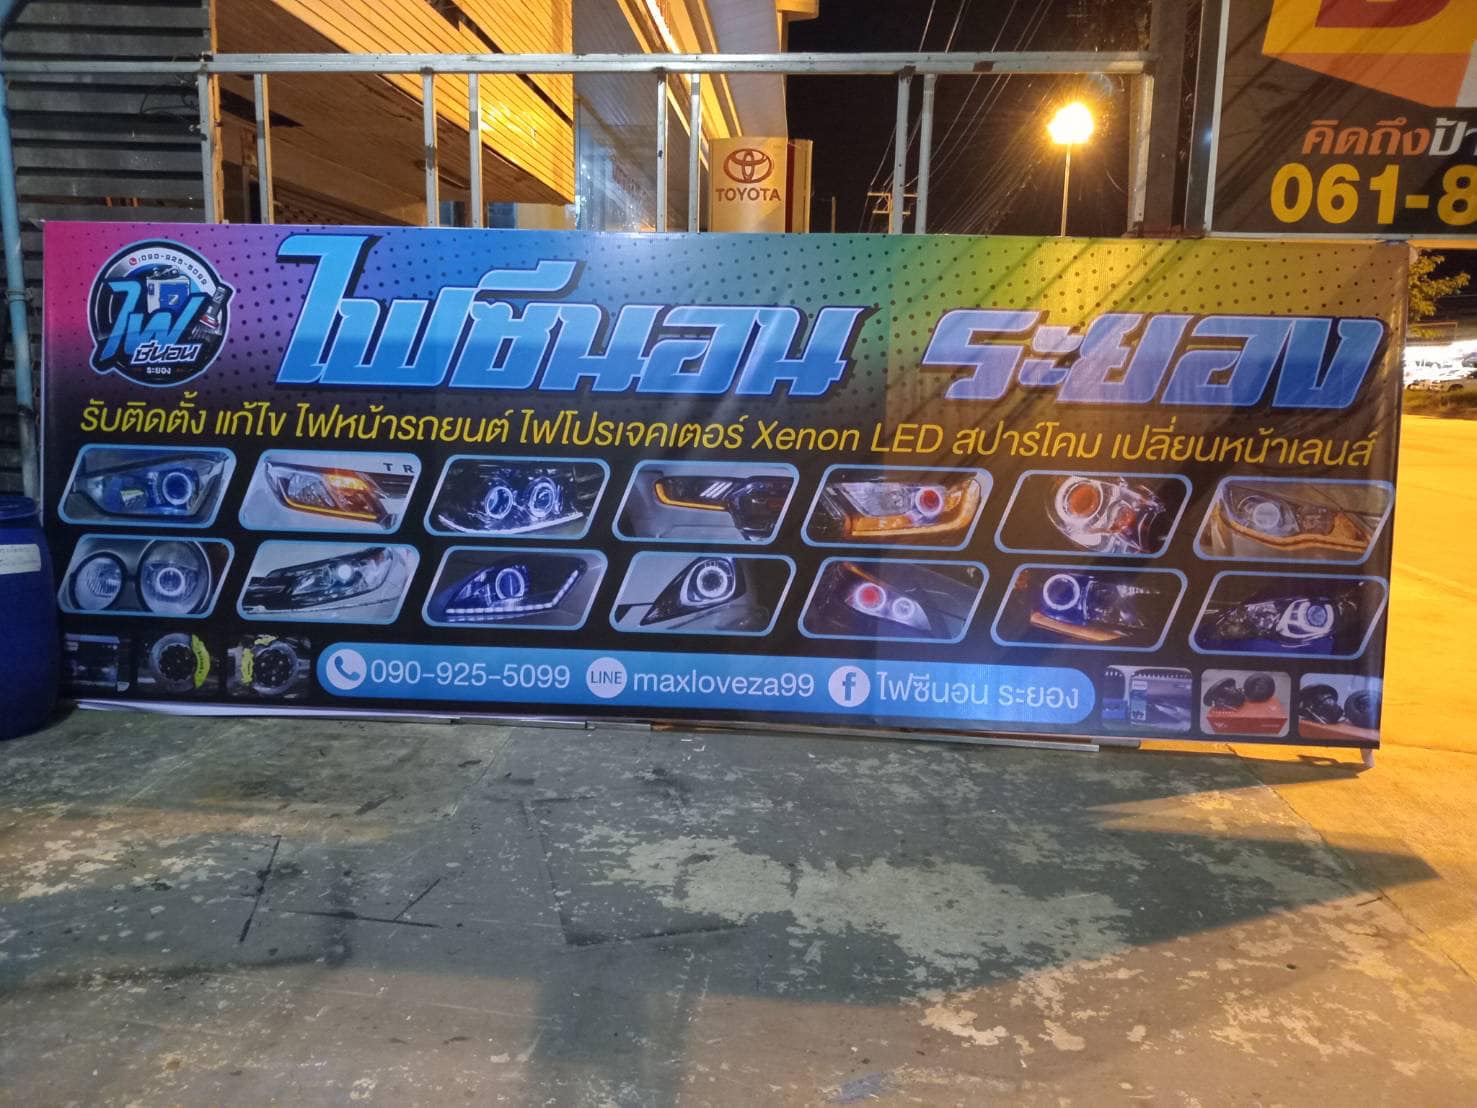 TOYOTA
คิดถึงป้า
061-8
090-925-5099
ไฟ
ซีนอน
ระยอง
ไฟซีนอน ระยอง
รับติดตั้ง แก้ไข ไฟหน้ารถยนต์ ไฟโปรเจคเตอร์ Xenon LED สปาร์โคม เปลี่ยนหน้าเลนส์
T R
090-925-5099 LINE maxloveza99 f ไฟซีนอน ระยอง